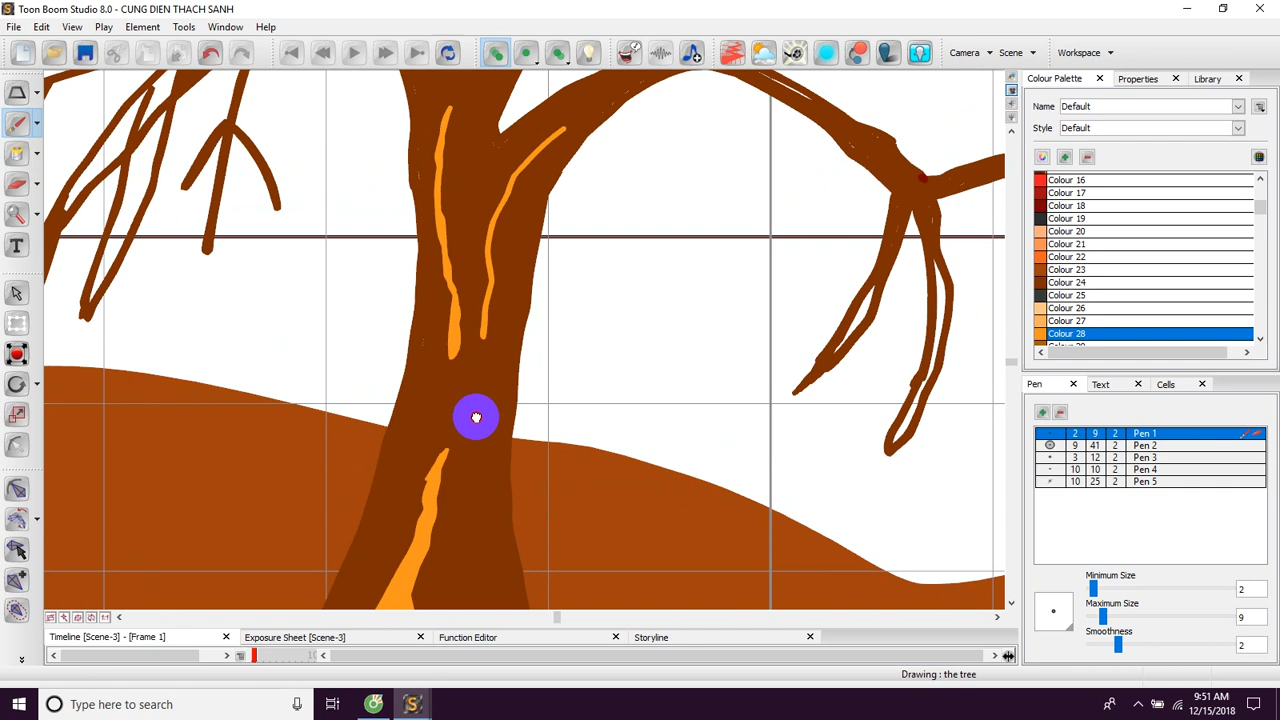 Toon Boom Studio 8.0 - CUNG DIEN THACH SANH
File Edit View Play Element Tools Window Help
Camera Scene Workspace
Colour Palette Properties Library
Name Default
Style Default
Colour 16
Colour 17
Colour 18
Colour 19
Colour 20
Colour 21
Colour 22
Colour 23
Colour 24
Colour 25
Colour 26
Colour 27
Colour 28
Pen Text Cells
2 9 2 Pen 1
9 41 2 Pen 2
3 12 2 Pen 3
10 10 2 Pen 4
10 25 2 Pen 5
Minimum Size
2
Maximum Size
9
Smoothness
2
Timeline [Scene-3] - [Frame 1] Exposure Sheet [Scene-3] Function Editor Storyline
Drawing : the tree
Type here to search
9:51 AM
12/15/2018